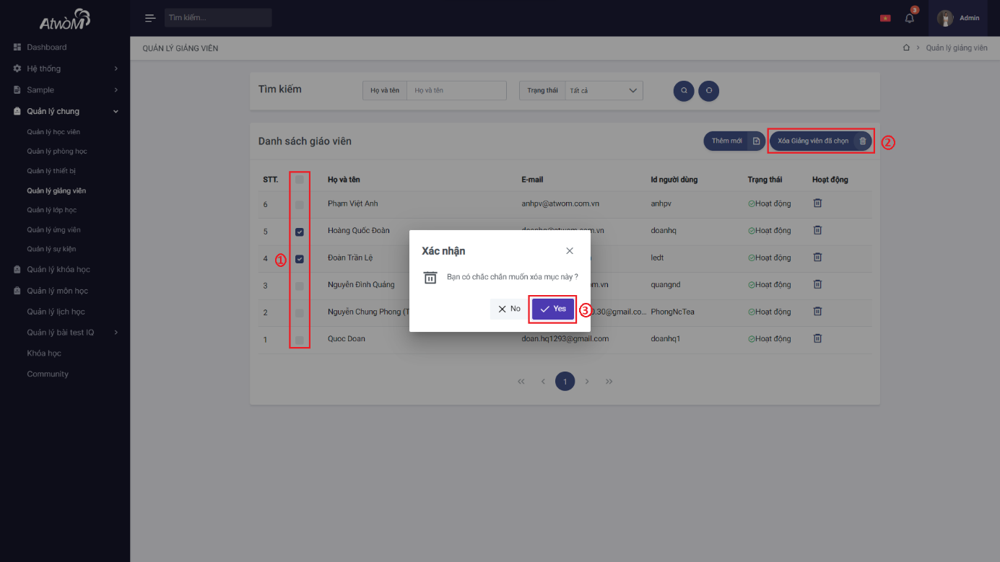 AtwoM
Tìm kiếm...
3
Admin
Dashboard
Hệ thống
Sample
Quản lý chung
Quản lý học viên
Quản lý phòng học
Quản lý thiết bị
Quản lý giảng viên
Quản lý lớp học
Quản lý ứng viên
Quản lý sự kiện
Quản lý khóa học
Quản lý môn học
Quản lý lịch học
Quản lý bài test IQ
Khóa học
Community
QUẢN LÝ GIẢNG VIÊN
Quản lý giảng viên
Tìm kiếm
Họ và tên Họ và tên
Trạng thái Tất cả
Danh sách giáo viên
Thêm mới
Xóa Giảng viên đã chọn
②
STT. Họ và tên E-mail Id người dùng Trạng thái Hoạt động
6 Phạm Việt Anh anhpv@atwom.com.vn anhpv Hoạt động
5 Hoàng Quốc Đoàn doanhq@atwom.com.vn doanhq Hoạt động
4 ① Đoàn Trần Lệ ledt Hoạt động
3 Nguyễn Đình Quảng m.vn quangnd Hoạt động
2 Nguyễn Chung Phong (T 0.30@gmail.co... PhongNcTea Hoạt động
1 Quoc Doan doan.hq1293@gmail.com doanhq1 Hoạt động
Xác nhận
Bạn có chắc chắn muốn xóa mục này ?
No
Yes
③
<< < 1 > >>